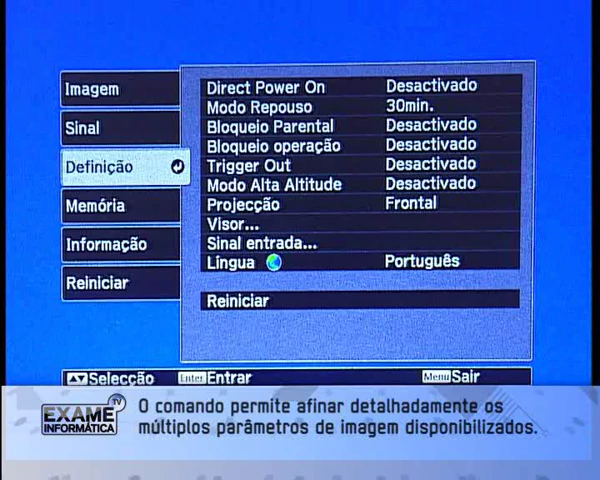 Imagem
Sinal
Definição
Memória
Informação
Reiniciar
Direct Power On Desactivado
Modo Repouso 30min.
Bloqueio Parental Desactivado
Bloqueio operação Desactivado
Trigger Out Desactivado
Modo Alta Altitude Desactivado
Projecção Frontal
Visor...
Sinal entrada...
Língua Português
Reiniciar
Selecção Enter Entrar Menu Sair
EXAME TV
INFORMÁTICA
O comando permite afinar detalhadamente os
múltiplos parâmetros de imagem disponibilizados.